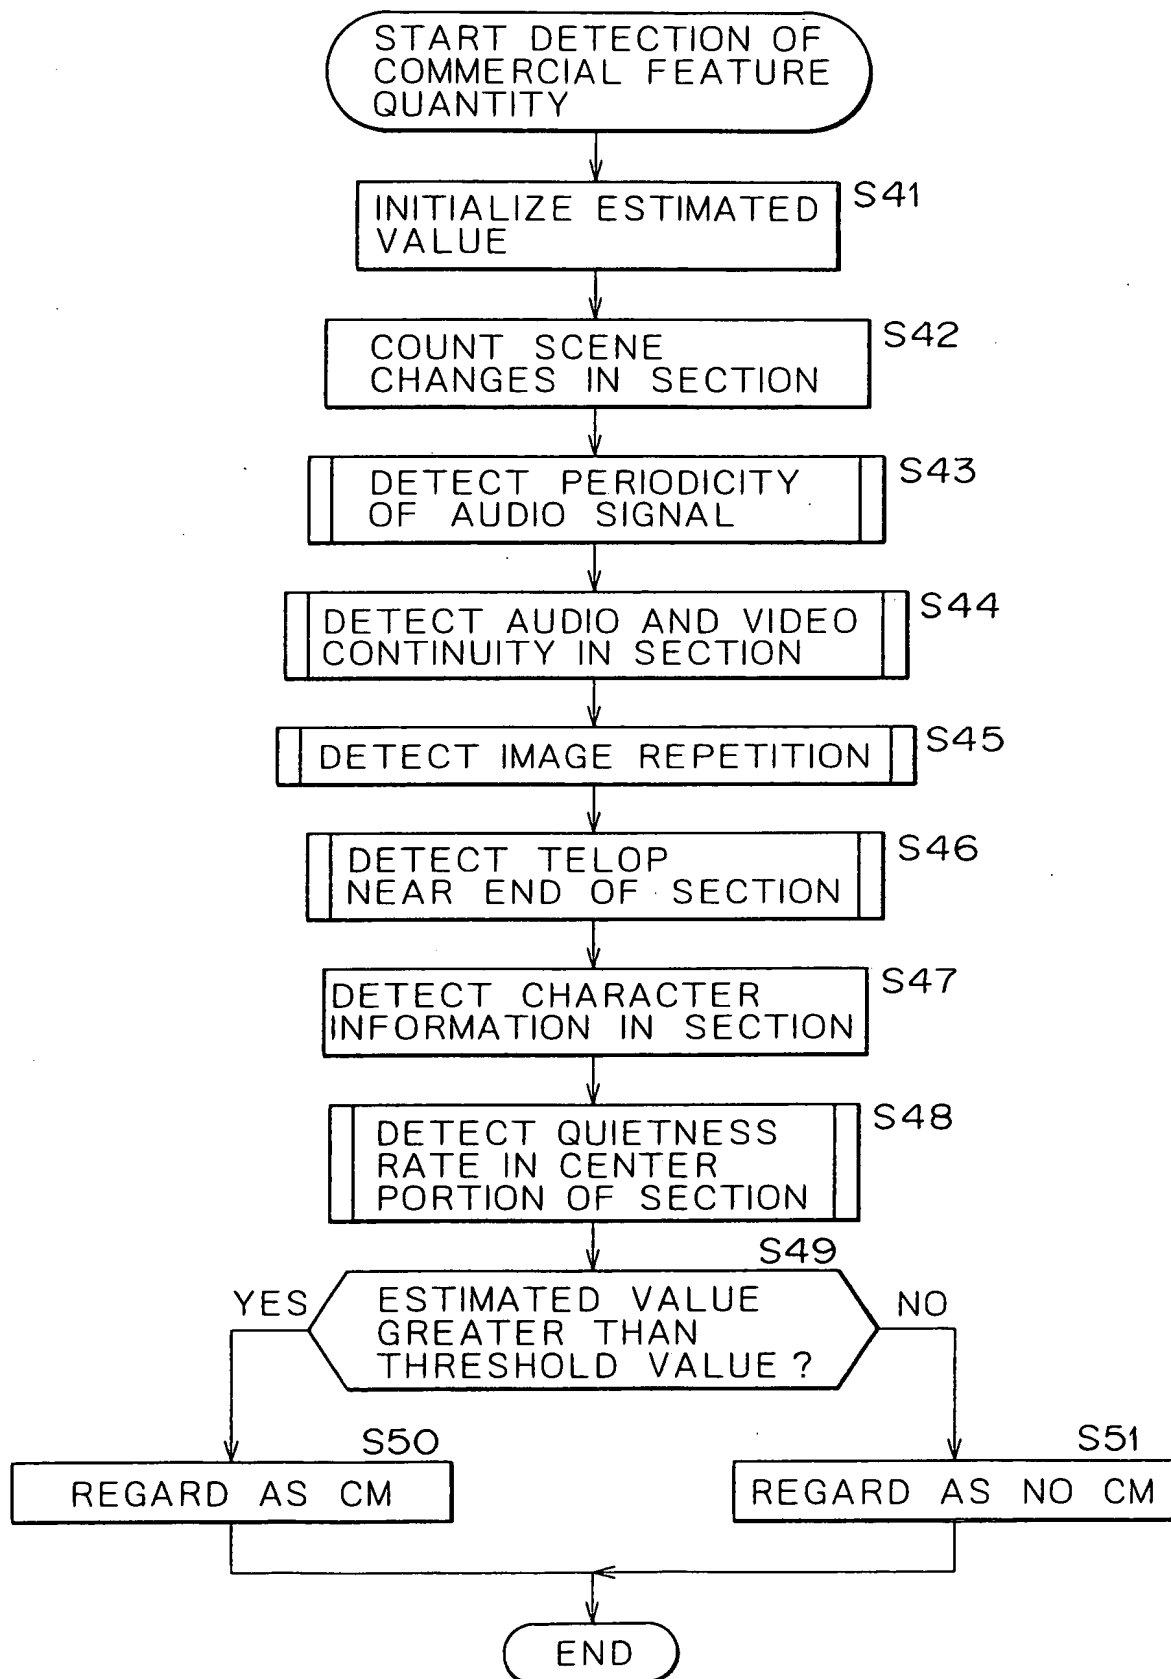 START DETECTION OF
COMMERCIAL FEATURE
QUANTITY
S41
INITIALIZE ESTIMATED
VALUE
S42
COUNT SCENE
CHANGES IN SECTION
S43
DETECT PERIODICITY
OF AUDIO SIGNAL
S44
DETECT AUDIO AND VIDEO
CONTINUITY IN SECTION
S45
DETECT IMAGE REPETITION
S46
DETECT TELOP
NEAR END OF SECTION
S47
DETECT CHARACTER
INFORMATION IN SECTION
S48
DETECT QUIETNESS
RATE IN CENTER
PORTION OF SECTION
S49
YES
ESTIMATED VALUE
GREATER THAN
THRESHOLD VALUE ?
NO
S50
REGARD AS CM
S51
REGARD AS NO CM
END